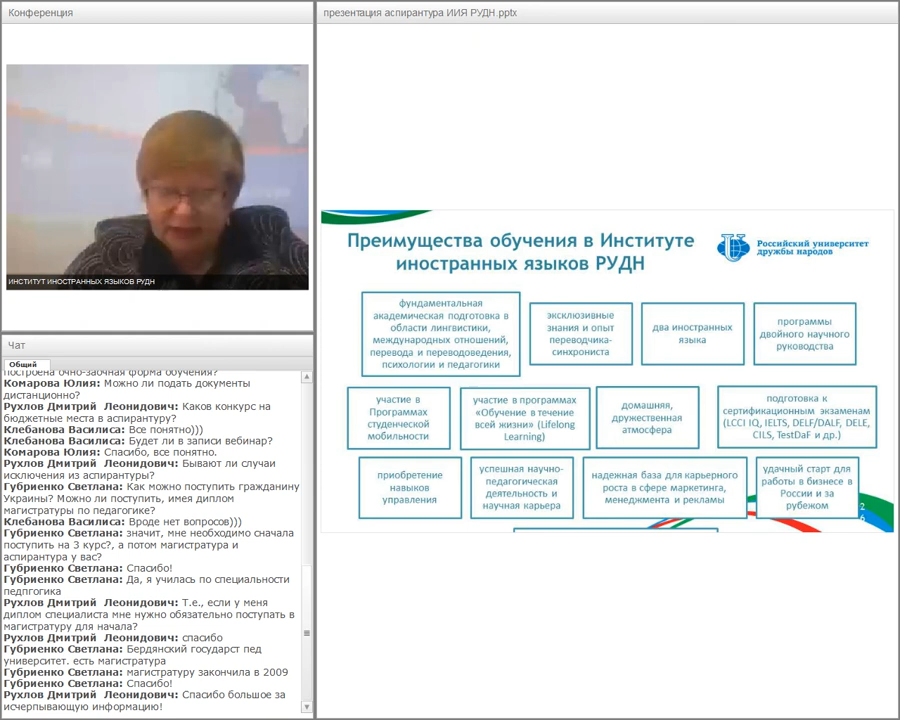 Конференция
ИНСТИТУТ ИНОСТРАННЫХ ЯЗЫКОВ РУДН
Чат
Общий
построена очно-заочная форма обучения?
Комарова Юлия: Можно ли подать документы
дистанционно?
Рухлов Дмитрий Леонидович: Каков конкурс на
бюджетные места в аспирантуру?
Клебанова Василиса: Все понятно)))
Клебанова Василиса: Будет ли в записи вебинар?
Комарова Юлия: Спасибо, все понятно.
Рухлов Дмитрий Леонидович: Бывают ли случаи
исключения из аспирантуры?
Губриенко Светлана: Как можно поступить гражданину
Украины? Можно ли поступить, имея диплом
магистратуры по педагогике?
Клебанова Василиса: Вроде нет вопросов)))
Губриенко Светлана: значит, мне необходимо сначала
поступить на 3 курс?, а потом магистратура и
аспирантура у вас?
Губриенко Светлана: Спасибо!
Губриенко Светлана: Да, я училась по специальности
педпгогика
Рухлов Дмитрий Леонидович: Т.е., если у меня
диплом специалиста мне нужно обязательно поступать в
магистратуру для начала?
Рухлов Дмитрий Леонидович: спасибо
Губриенко Светлана: Бердянский государст пед
университет. есть магистратура
Губриенко Светлана: магистратуру закончила в 2009
Губриенко Светлана: Спасибо!
Рухлов Дмитрий Леонидович: Спасибо большое за
исчерпывающую информацию!
презентация аспирантура ИИЯ РУДН.pptx
Преимущества обучения в Институте
иностранных языков РУДН
Российский университет
дружбы народов
фундаментальная
академическая подготовка в
области лингвистики,
международных отношений,
перевода и переводоведения,
психологии и педагогики
эксклюзивные
знания и опыт
переводчика-
синхрониста
два иностранных
языка
программы
двойного научного
руководства
участие в
Программах
студенческой
мобильности
участие в программах
«Обучение в течение
всей жизни» (Lifelong
Learning)
домашняя,
дружественная
атмосфера
подготовка к
сертификационным экзаменам
(LCCI IQ, IELTS, DELF/DALF, DELE,
CILS, TestDaF и др.)
приобретение
навыков
управления
успешная научно-
педагогическая
деятельность и
научная карьера
надежная база для карьерного
роста в сфере маркетинга,
менеджмента и рекламы
удачный старт для
работы в бизнесе в
России и за
рубежом
2
6